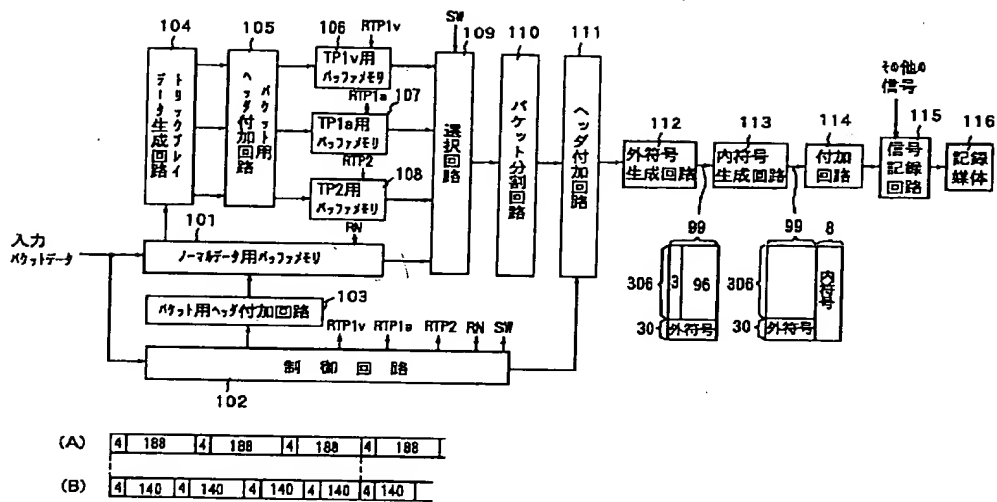 104
トリックプレイ
データ生成回路
105
パケット用
ヘッダ付加回路
106
RTP1v
TP1v用
バッファメモリ
RTP1a
107
TP1a用
バッファメモリ
RTP2
TP2用
バッファメモリ
108
SW
109
選択回路
110
パケット分割回路
111
ヘッダ付加回路
112
外符号
生成回路
113
内符号
生成回路
114
付加
回路
その他の
信号
115
信号
記録
回路
116
記録
媒体
入力
パケットデータ
101
RN
ノーマルデータ用バッファメモリ
103
パケット用ヘッダ付加回路
RTP1v
RTP1a
RTP2
RN
SW
制御回路
102
99
306
3
96
30
外符号
99
8
306
内符号
30
外符号
(A)
4 188 4 188 4 188 4 188
(B)
4 140 4 140 4 140 4 140 4 140